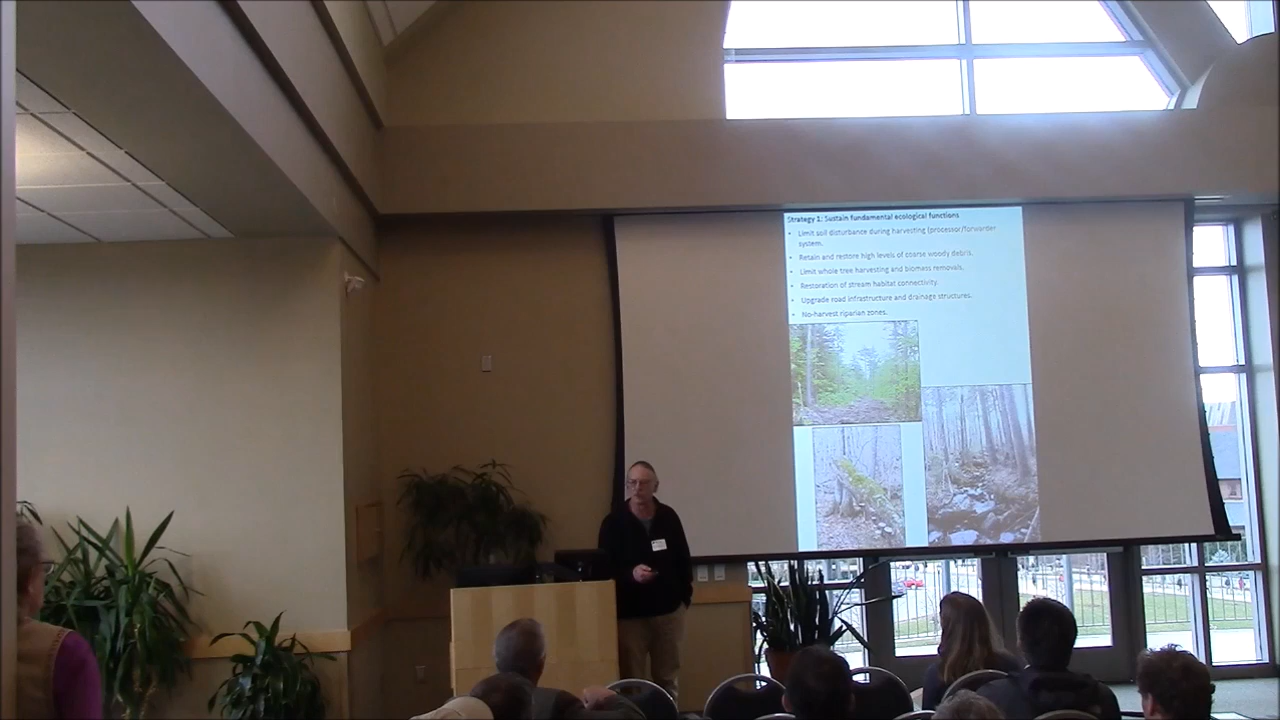 Strategy 1: Sustain fundamental ecological functions
• Limit soil disturbance during harvesting (processor/forwarder
system.
• Retain and restore high levels of coarse woody debris.
• Limit whole tree harvesting and biomass removals.
• Restoration of stream habitat connectivity.
• Upgrade road infrastructure and drainage structures.
• No-harvest riparian zones.